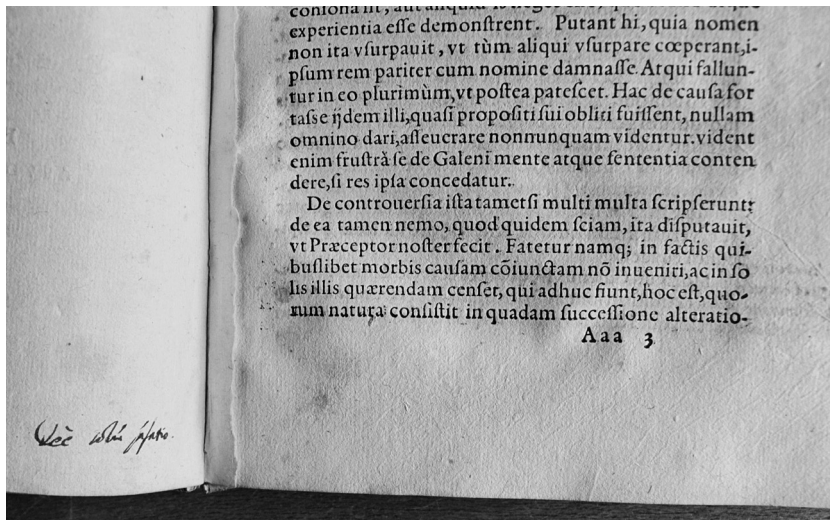 experientia eſſe demonſtrent. Putant hi, quia nomen
non ita vſurpauit, vt tùm aliqui vſurpare cœperant, i-
pſum rem pariter cum nomine damnaſſe. Atqui fallun-
tur in eo plurimùm, vt poſtea pateſcet. Hac de cauſa for
taſse ijdem illi, quaſi propoſiti ſui obliti fuiſſent, nullam
omnino dari, aſſeuerare nonnunquam videntur. vident
enim fruſtrà ſe de Galeni mente atque ſententia conten
dere, ſi res ipſa concedatur.
De controuerſia iſta tametſi multi multa ſcripſerunt;
de ea tamen nemo, quod quidem ſciam, ita diſputauit,
vt Præceptor noſter fecit. Fatetur namq; in factis qui-
buſlibet morbis cauſam cōiunctam nō inueniri, ac in ſo
lis illis quærendam cenſet, qui adhuc fiunt, hoc eſt, quo-
rum natura conſiſtit in quadam ſucceſſione alteratio-
Aaa 3